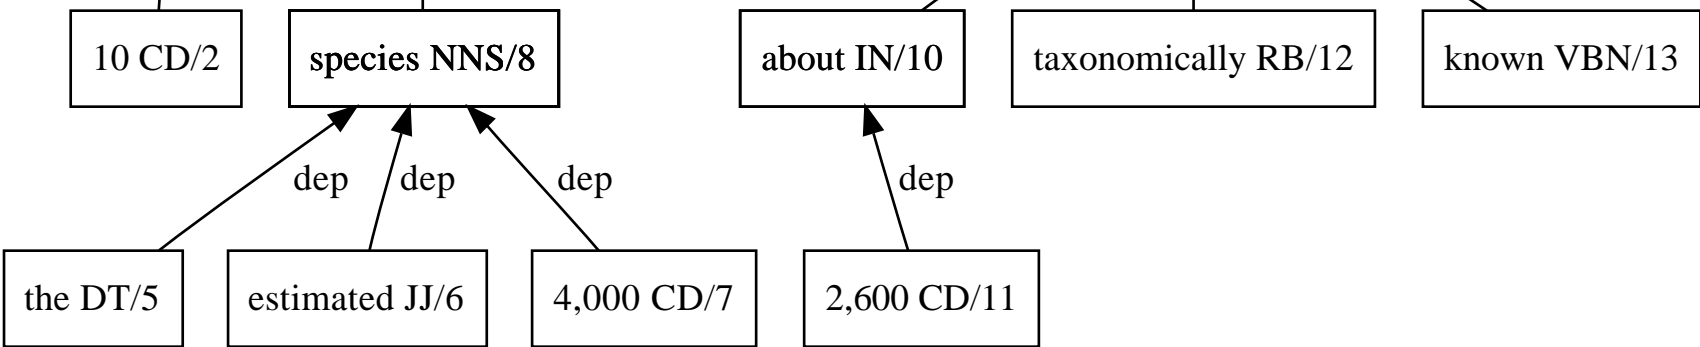 10 CD/2 species NNS/8 about IN/10 taxonomically RB/12 known VBN/13
dep dep dep dep
the DT/5 estimated JJ/6 4,000 CD/7 2,600 CD/11